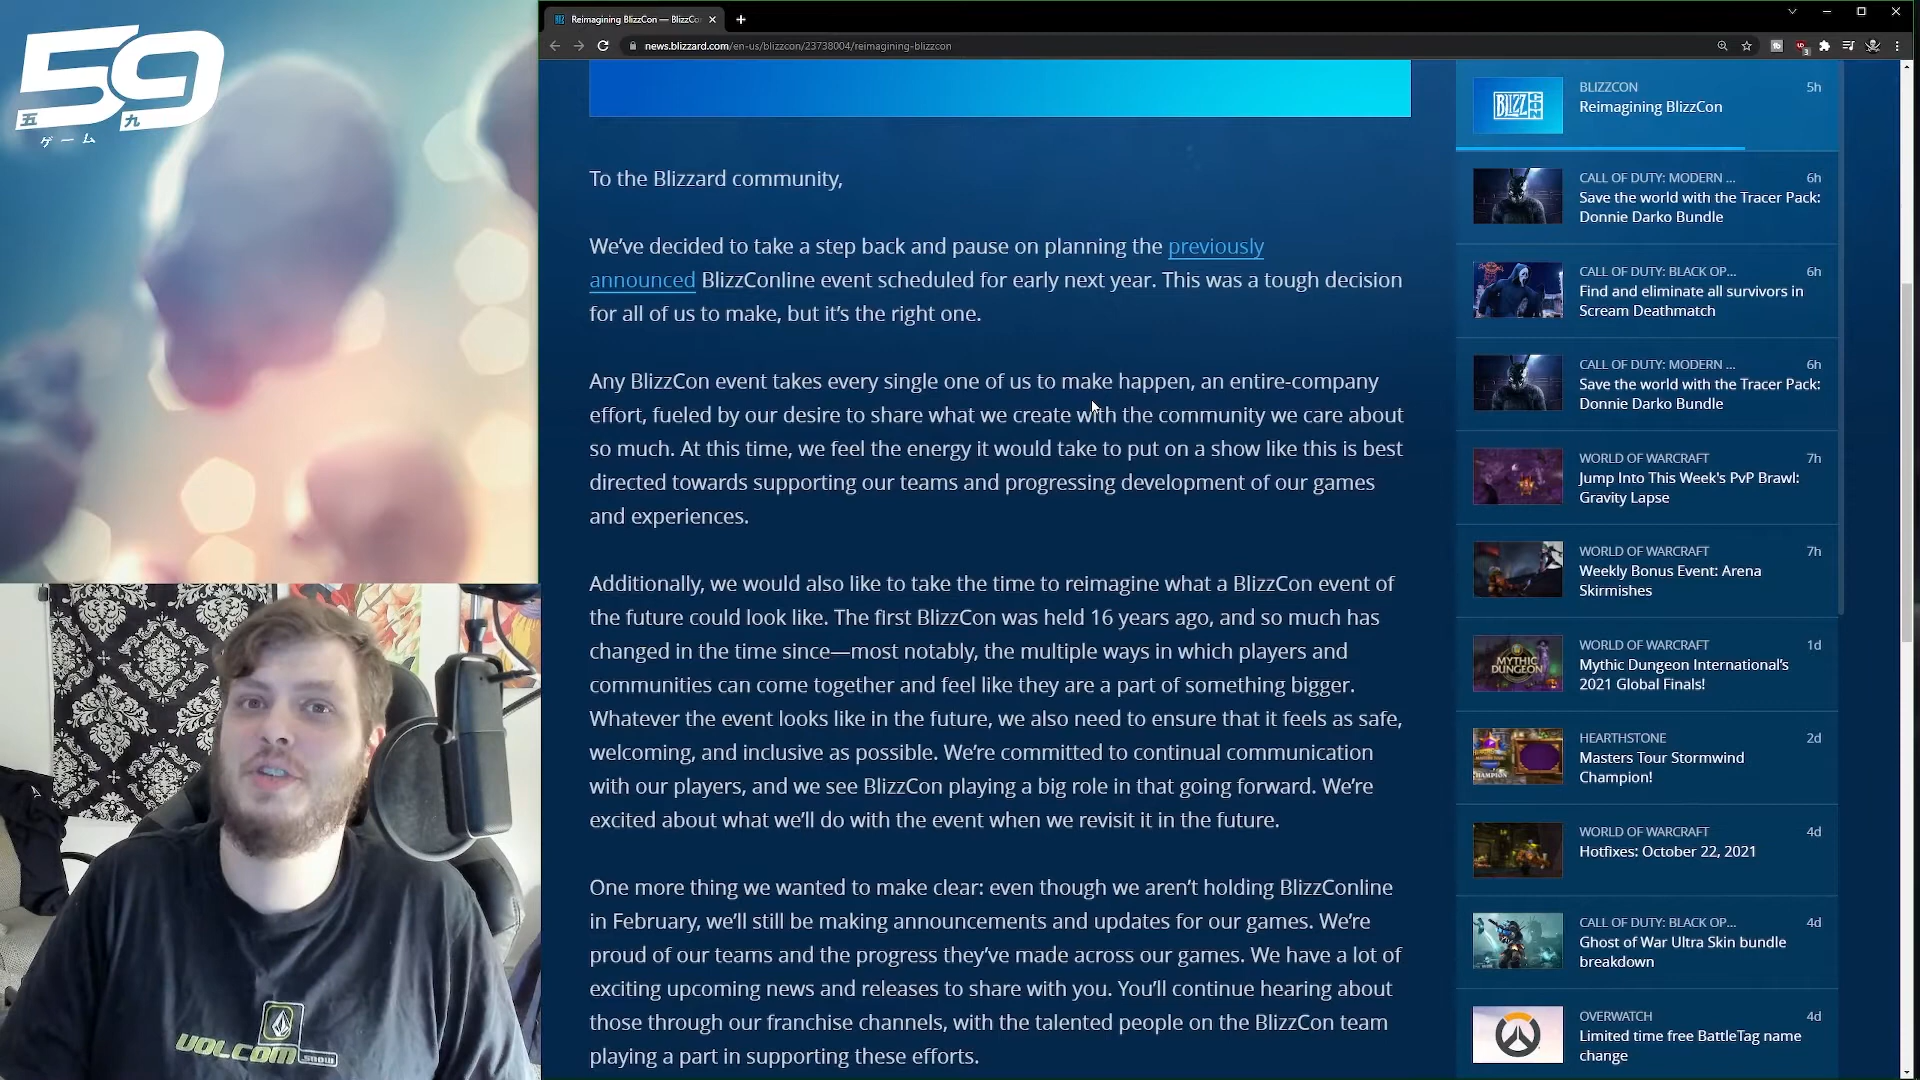 59
五 九
ゲーム
Reimagining BlizzCon — BlizzCo
news.blizzard.com/en-us/blizzcon/23738004/reimagining-blizzcon
To the Blizzard community,
We’ve decided to take a step back and pause on planning the previously
announced BlizzConline event scheduled for early next year. This was a tough decision
for all of us to make, but it’s the right one.
Any BlizzCon event takes every single one of us to make happen, an entire-company
effort, fueled by our desire to share what we create with the community we care about
so much. At this time, we feel the energy it would take to put on a show like this is best
directed towards supporting our teams and progressing development of our games
and experiences.
Additionally, we would also like to take the time to reimagine what a BlizzCon event of
the future could look like. The first BlizzCon was held 16 years ago, and so much has
changed in the time since—most notably, the multiple ways in which players and
communities can come together and feel like they are a part of something bigger.
Whatever the event looks like in the future, we also need to ensure that it feels as safe,
welcoming, and inclusive as possible. We’re committed to continual communication
with our players, and we see BlizzCon playing a big role in that going forward. We’re
excited about what we’ll do with the event when we revisit it in the future.
One more thing we wanted to make clear: even though we aren’t holding BlizzConline
in February, we’ll still be making announcements and updates for our games. We’re
proud of our teams and the progress they’ve made across our games. We have a lot of
exciting upcoming news and releases to share with you. You’ll continue hearing about
those through our franchise channels, with the talented people on the BlizzCon team
playing a part in supporting these efforts.
BLIZZ CON
BLIZZCON 5h
Reimagining BlizzCon
CALL OF DUTY: MODERN ... 6h
Save the world with the Tracer Pack:
Donnie Darko Bundle
CALL OF DUTY: BLACK OP... 6h
Find and eliminate all survivors in
Scream Deathmatch
CALL OF DUTY: MODERN ... 6h
Save the world with the Tracer Pack:
Donnie Darko Bundle
WORLD OF WARCRAFT 7h
Jump Into This Week's PvP Brawl:
Gravity Lapse
WORLD OF WARCRAFT 7h
Weekly Bonus Event: Arena
Skirmishes
MYTHIC
DUNGEON
WORLD OF WARCRAFT 1d
Mythic Dungeon International’s
2021 Global Finals!
CHAMPION
HEARTHSTONE 2d
Masters Tour Stormwind
Champion!
WORLD OF WARCRAFT 4d
Hotfixes: October 22, 2021
CALL OF DUTY: BLACK OP... 4d
Ghost of War Ultra Skin bundle
breakdown
OVERWATCH 4d
Limited time free BattleTag name
change
VOLCOM SNOW